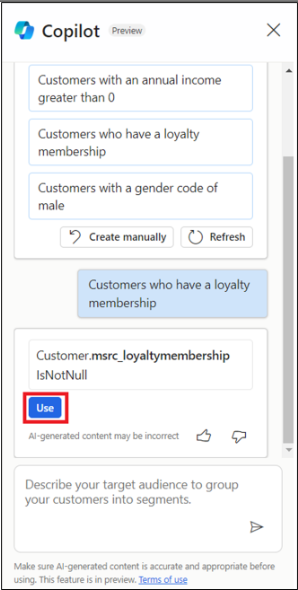 Copilot Preview
Customers with an annual income
greater than 0
Customers who have a loyalty
membership
Customers with a gender code of
male
Create manually
Refresh
Customers who have a loyalty
membership
Customer.msrc_loyaltymembership
IsNotNull
Use
AI-generated content may be incorrect
Describe your target audience to group
your customers into segments.
Make sure AI-generated content is accurate and appropriate before
using. This feature is in preview. Terms of use